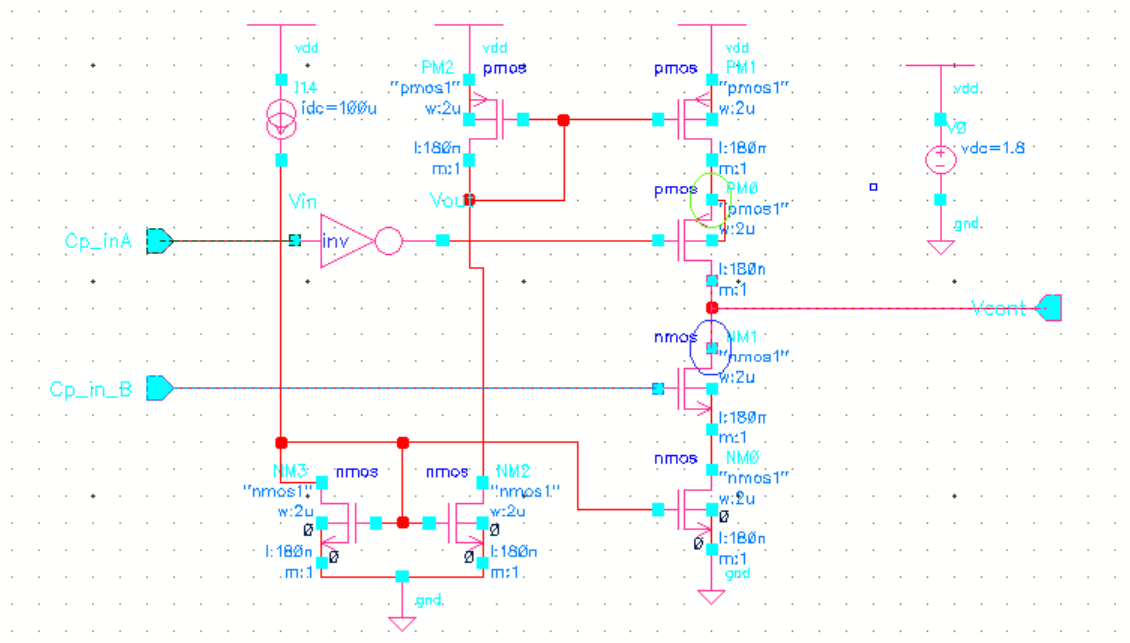 vdd
I14
idc=100u
vdd
PM2
pmos
"pmos1"
w:2u
l:180n
m:1
vdd
pmos
PM1
"pmos1"
w:2u
l:180n
m:1
vdd
V0
vdc=1.8
gnd
Vin
Vout
pmos
PM0
"pmos1"
w:2u
l:180n
m:1
Cp_inA
inv
Vcont
nmos
NM1
"nmos1"
w:2u
l:180n
m:1
Cp_in_B
NM3
nmos
"nmos1"
w:2u
0
l:180n
0
m:1
nmos
NM2
"nmos1"
w:2u
0
l:180n
0
m:1
gnd
nmos
NM0
"nmos1"
w:2u
0
l:180n
0
m:1
gnd